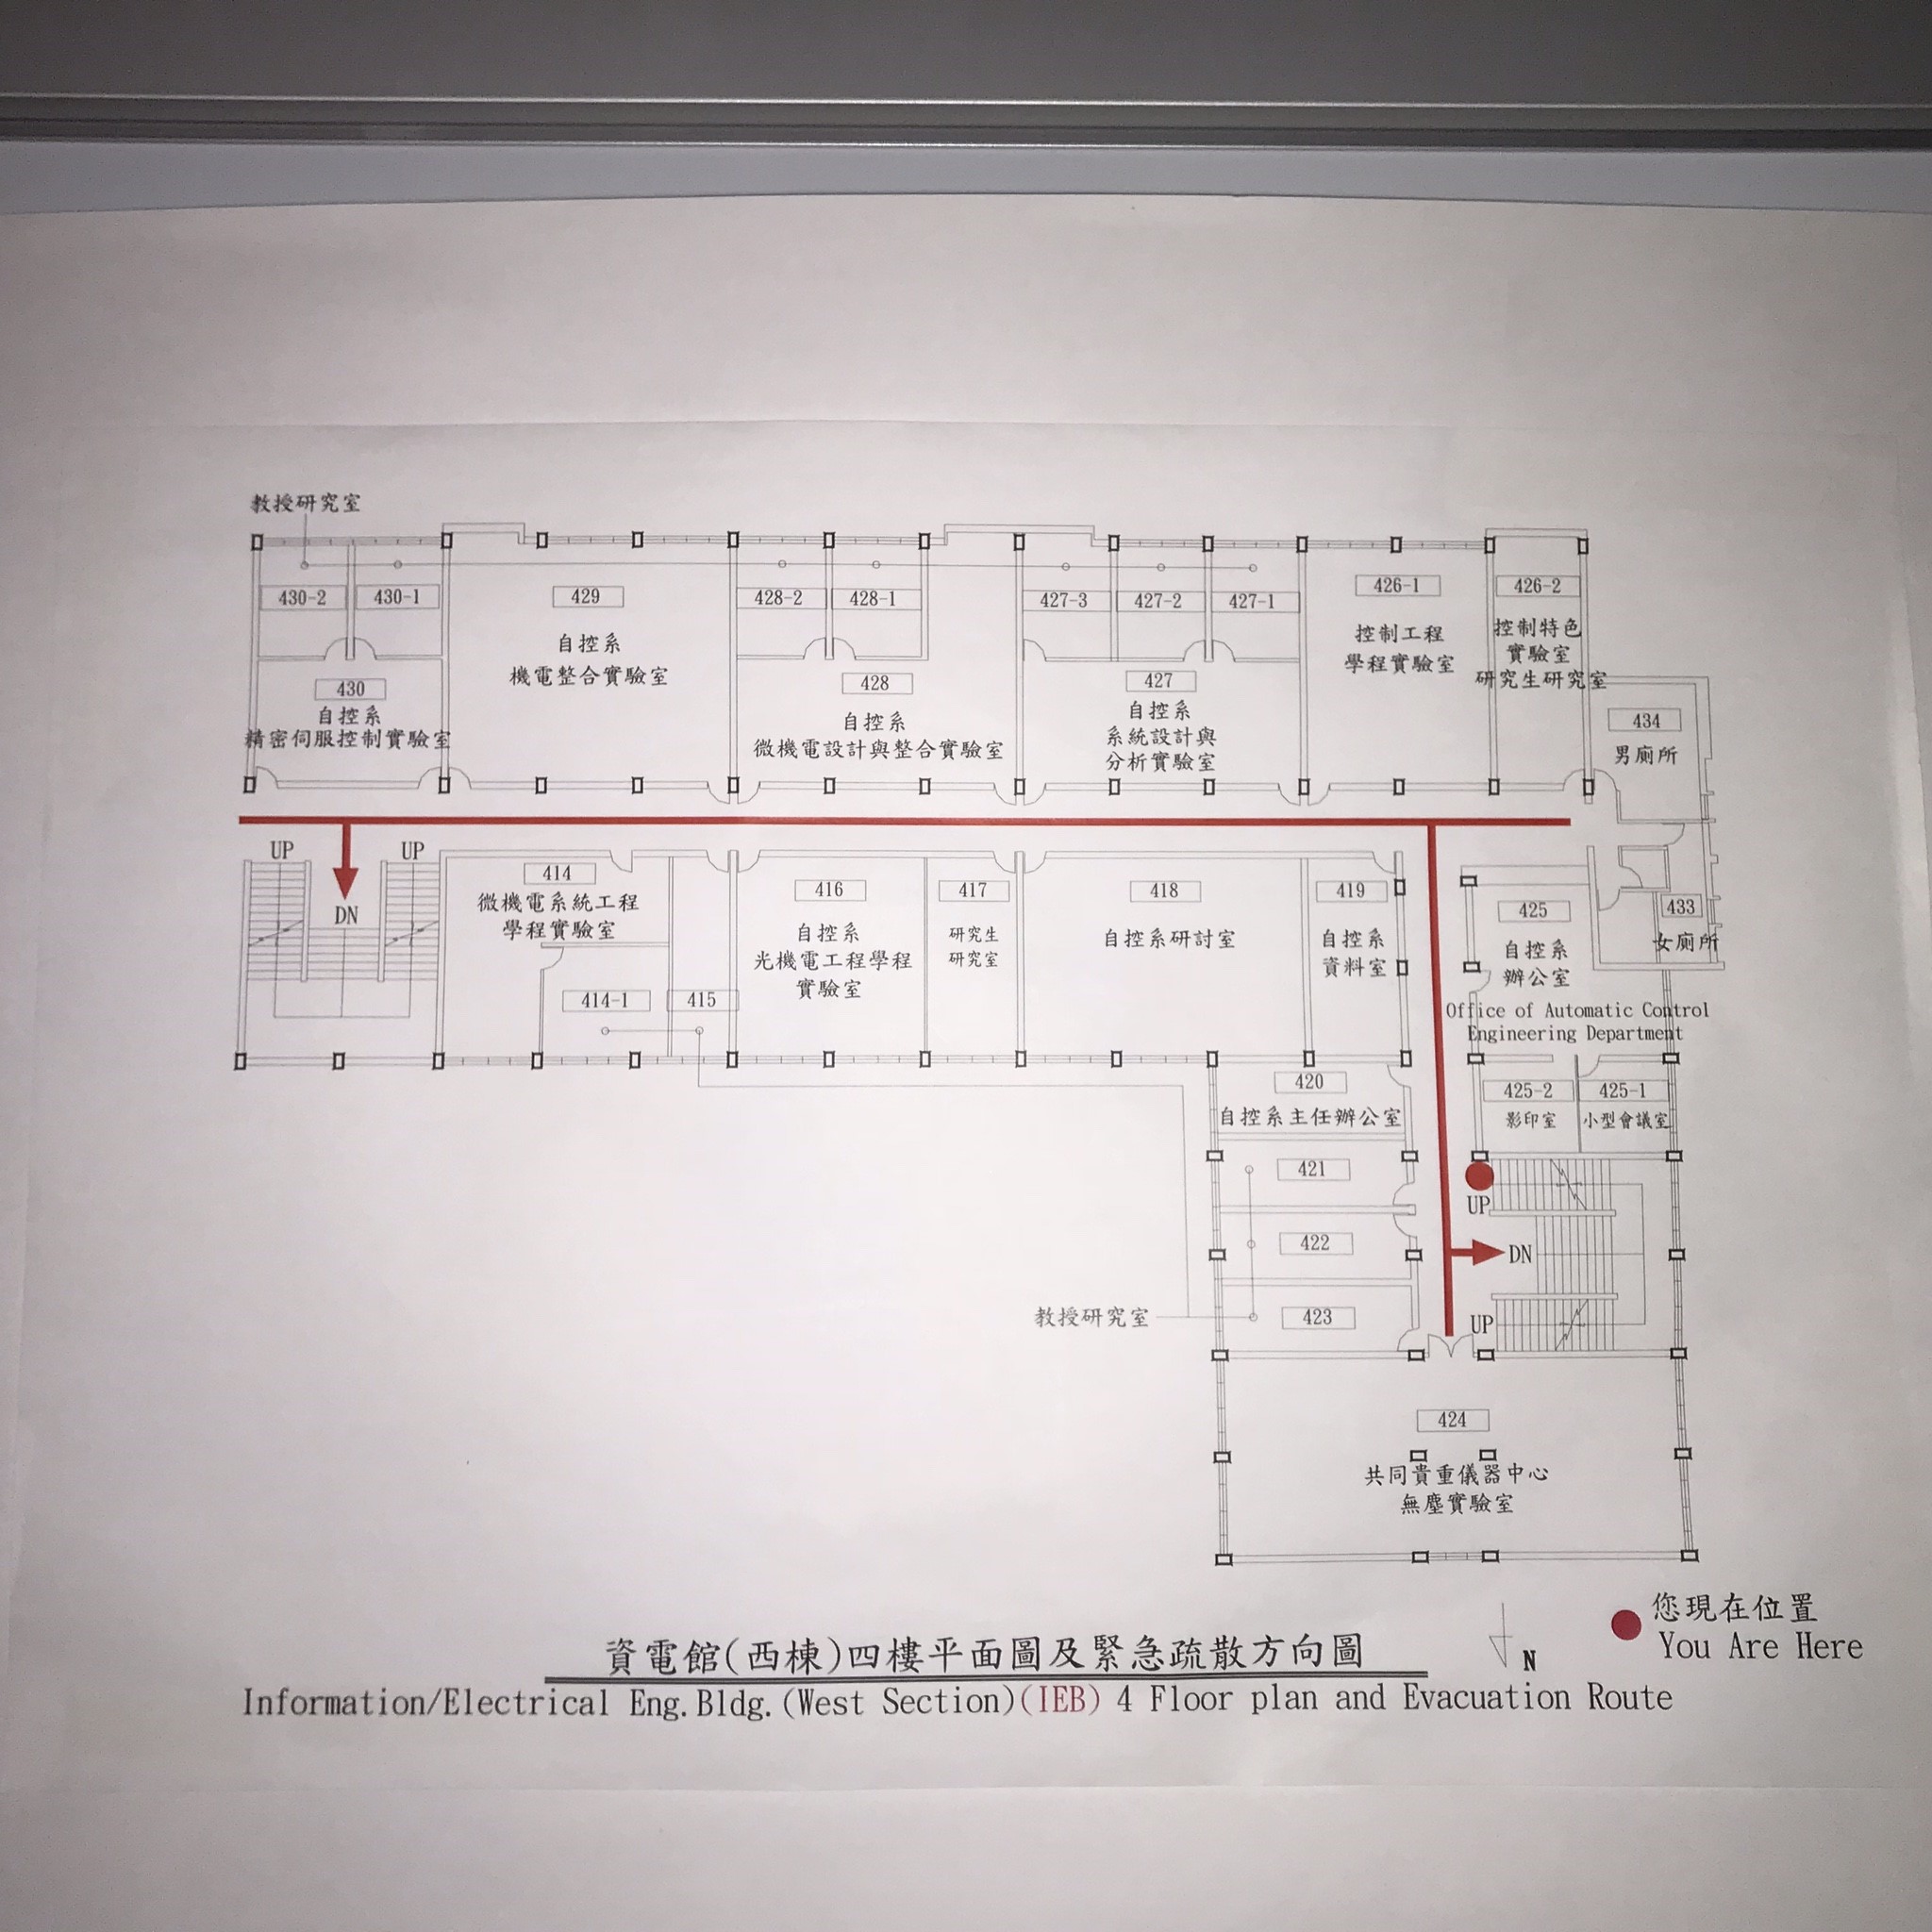 教授研究室
430-2
430-1
429
自控系
機電整合實驗室
428-2
428-1
427-3
427-2
427-1
426-1
控制工程
學程實驗室
426-2
控制特色
實驗室
研究生研究室
430
自控系
精密伺服控制實驗室
428
自控系
微機電設計與整合實驗室
427
自控系
系統設計與
分析實驗室
434
男廁所
UP
UP
DN
414
微機電系統工程
學程實驗室
414-1
415
416
自控系
光機電工程學程
實驗室
417
研究生
研究室
418
自控系研討室
419
自控系
資料室
425
自控系
辦公室
Office of Automatic Control
Engineering Department
433
女廁所
420
自控系主任辦公室
425-2
影印室
425-1
小型會議室
421
UP
422
DN
教授研究室
423
UP
424
共同貴重儀器中心
無塵實驗室
N
您現在位置
You Are Here
資電館(西棟)四樓平面圖及緊急疏散方向圖
Information/Electrical Eng.Bldg.(West Section)(IEB) 4 Floor plan and Evacuation Route